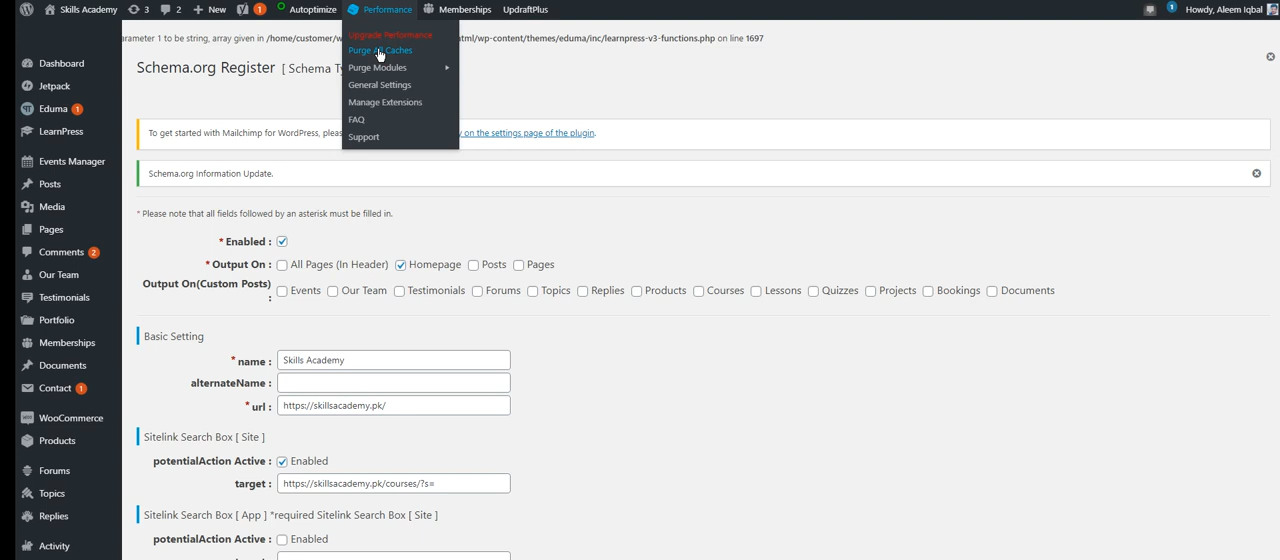 Skills Academy 3 2 New 1 Autoptimize Performance Memberships UpdraftPlus 1 Howdy, Aleem Iqbal
arameter 1 to be string, array given in /home/customer/w tml/wp-content/themes/eduma/inc/learnpress-v3-functions.php on line 1697
Upgrade Performance
Purge All Caches
Purge Modules
General Settings
Manage Extensions
FAQ
Support
Dashboard
Jetpack
Eduma 1
LearnPress
Events Manager
Posts
Media
Pages
Comments 2
Our Team
Testimonials
Portfolio
Memberships
Documents
Contact 1
WooCommerce
Products
Forums
Topics
Replies
Activity
Schema.org Register [ Schema Ty
To get started with Mailchimp for WordPress, pleas y on the settings page of the plugin.
Schema.org Information Update.
* Please note that all fields followed by an asterisk must be filled in.
* Enabled :
* Output On : All Pages (In Header) Homepage Posts Pages
Output On(Custom Posts) : Events Our Team Testimonials Forums Topics Replies Products Courses Lessons Quizzes Projects Bookings Documents
Basic Setting
* name : Skills Academy
alternateName :
* url : https://skillsacademy.pk/
Sitelink Search Box [ Site ]
potentialAction Active : Enabled
target : https://skillsacademy.pk/courses/?s=
Sitelink Search Box [ App ] *required Sitelink Search Box [ Site ]
potentialAction Active : Enabled